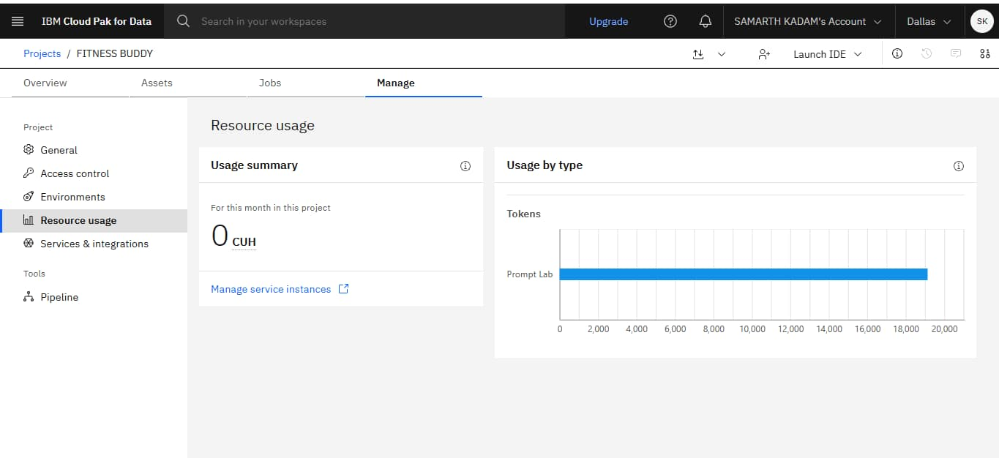 IBM Cloud Pak for Data
Search in your workspaces
Upgrade
SAMARTH KADAM's Account
Dallas
SK
Projects / FITNESS BUDDY
Launch IDE
Overview
Assets
Jobs
Manage
Project
General
Access control
Environments
Resource usage
Services & integrations
Tools
Pipeline
Resource usage
Usage summary
For this month in this project
0 CUH
Manage service instances
Usage by type
Tokens
Prompt Lab
0 2,000 4,000 6,000 8,000 10,000 12,000 14,000 16,000 18,000 20,000